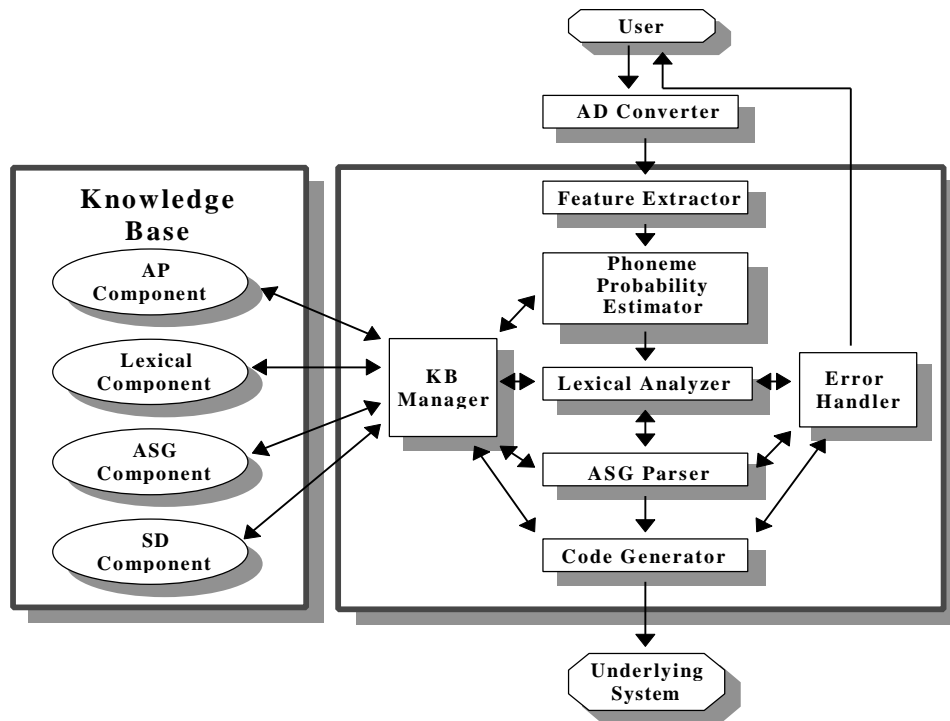 User
AD Converter
Knowledge
Base
AP
Component
Lexical
Component
ASG
Component
SD
Component
Feature Extractor
Phoneme
Probability
Estimator
KB
Manager
Lexical Analyzer
Error
Handler
ASG Parser
Code Generator
Underlying
System